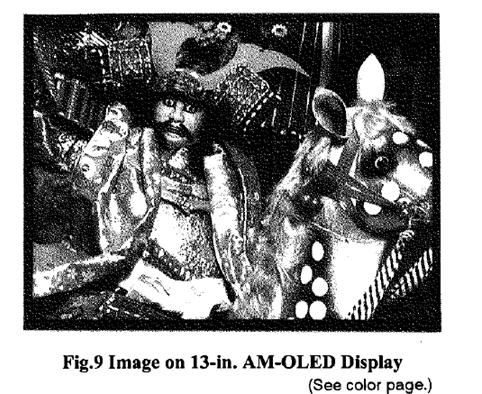 Fig.9 Image on 13-in. AM-OLED Display
(See color page.)